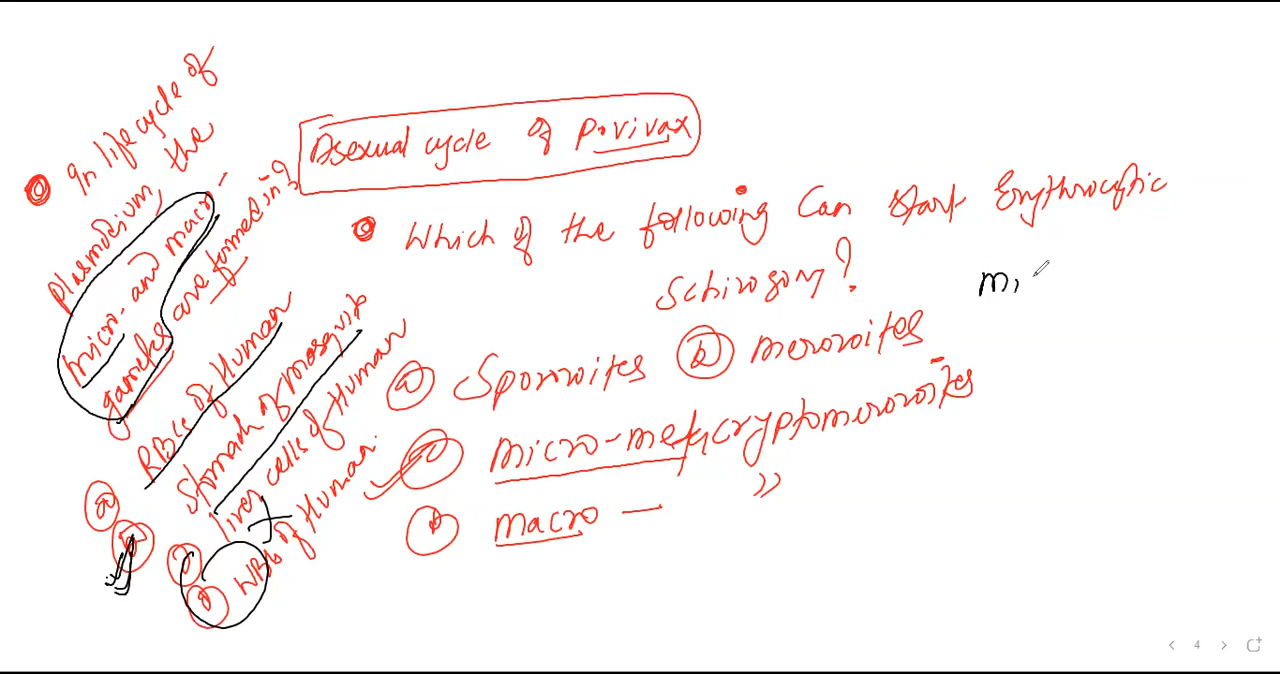 Asexual cycle of P. vivax
In life cycle of
Plasmodium, the
micro- and macro-
gametes are formed in?
a RBCs of Human
b Stomach of mosquito
c liver cells of Human
d WBCs of Human.
Which of the following can start Erythrocytic
Schizogony?
a Sporozoites b merozoites
c micro-metacryptomerozoites
d macro — "
mi
4